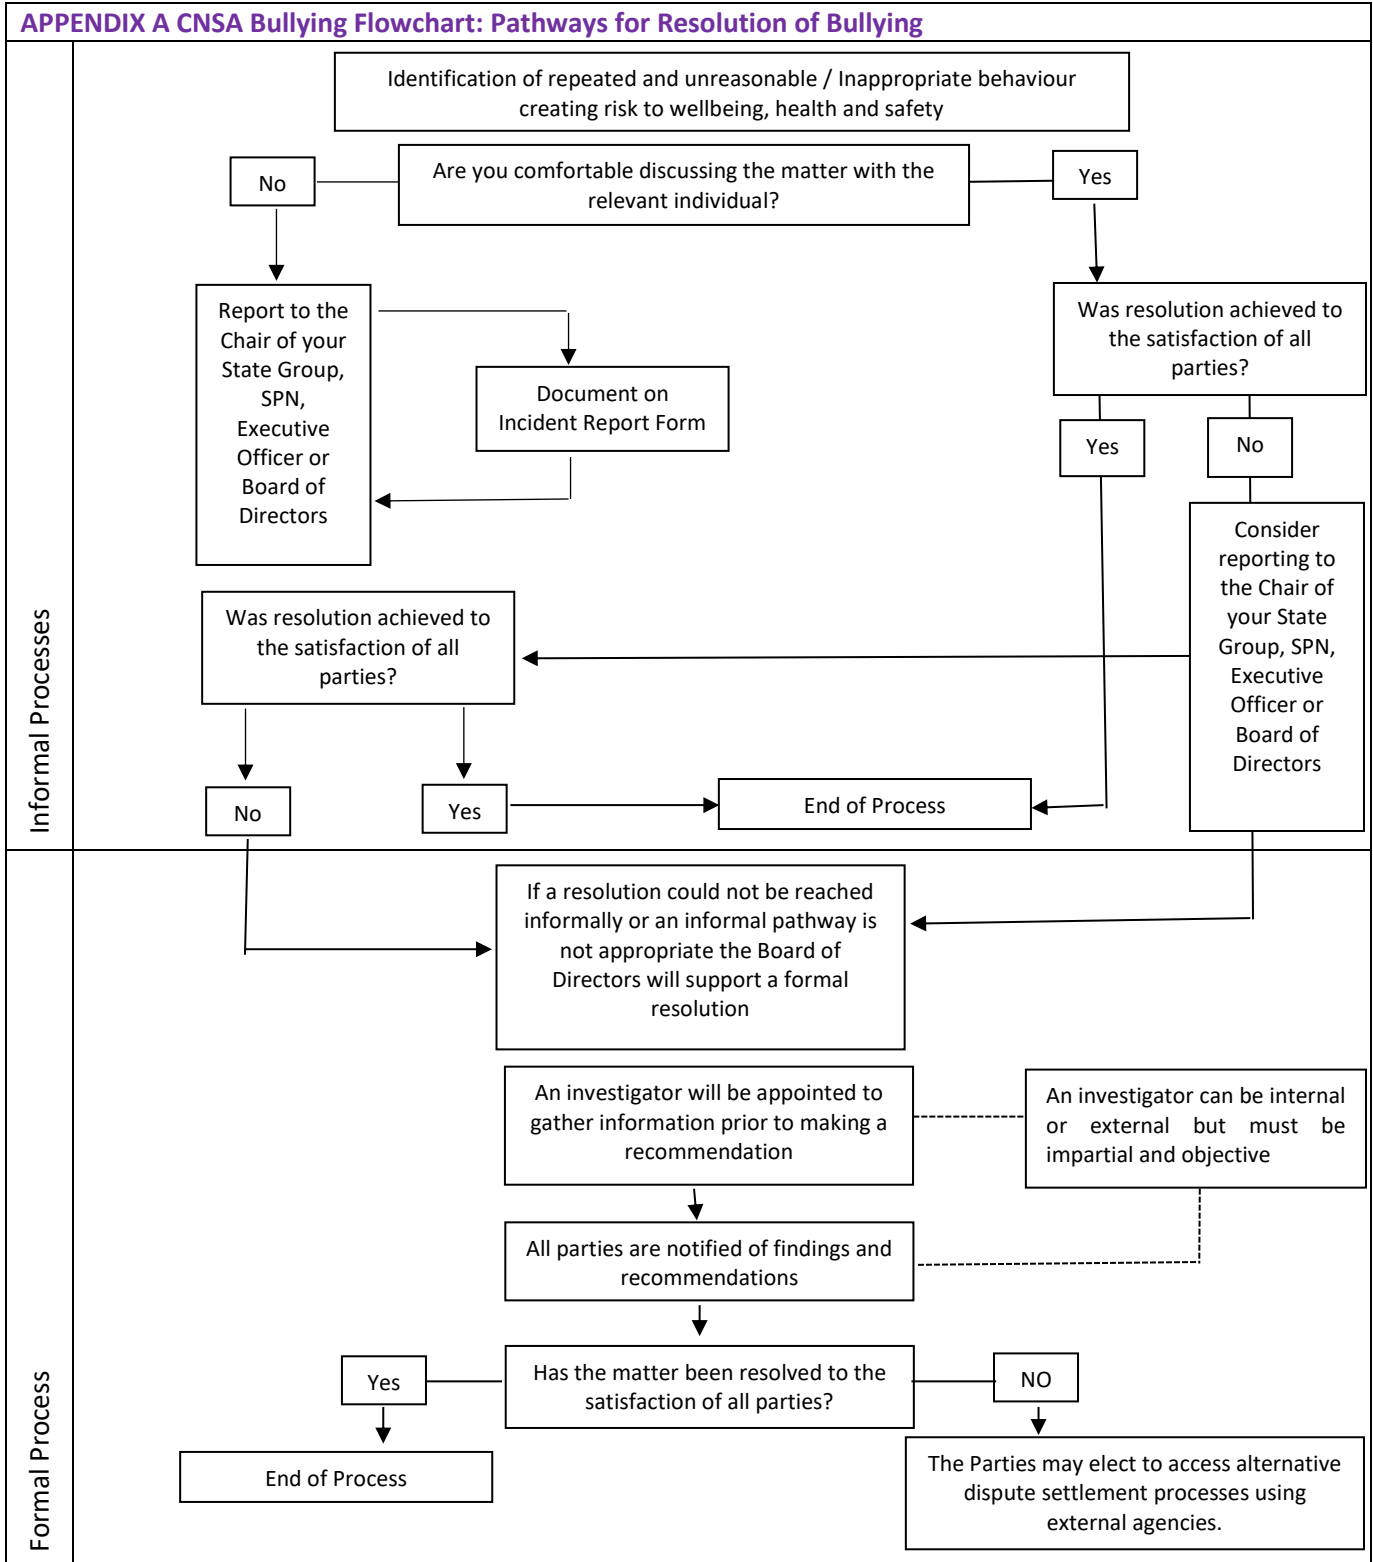 APPENDIX A CNSA Bullying Flowchart: Pathways for Resolution of Bullying
Identification of repeated and unreasonable / Inappropriate behaviour
creating risk to wellbeing, health and safety
Are you comfortable discussing the matter with the
relevant individual?
No
Yes
Report to the
Chair of your
State Group,
SPN,
Executive
Officer or
Board of
Directors
Document on
Incident Report Form
Was resolution achieved to
the satisfaction of all
parties?
Yes
No
Consider
reporting to
the Chair of
your State
Group, SPN,
Executive
Officer or
Board of
Directors
Was resolution achieved to
the satisfaction of all
parties?
No
Yes
End of Process
Informal Processes
If a resolution could not be reached
informally or an informal pathway is
not appropriate the Board of
Directors will support a formal
resolution
An investigator will be appointed to
gather information prior to making a
recommendation
An investigator can be internal
or external but must be
impartial and objective
All parties are notified of findings and
recommendations
Has the matter been resolved to the
satisfaction of all parties?
Yes
NO
End of Process
The Parties may elect to access alternative
dispute settlement processes using
external agencies.
Formal Process